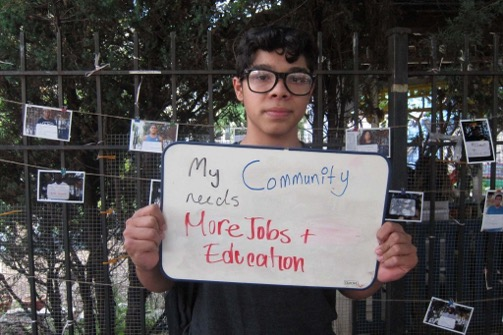 My Community
needs
More Jobs +
Education